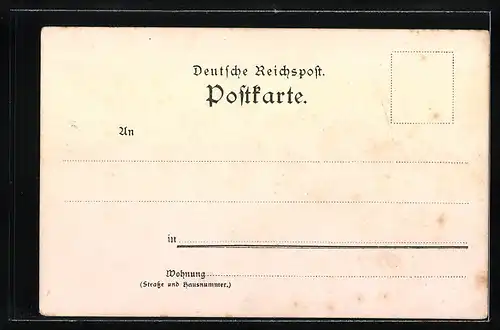 Deutſche Reichspoſt.
Poſtkarte.
An
in
Wohnung
(Straße und Hausnummer.)